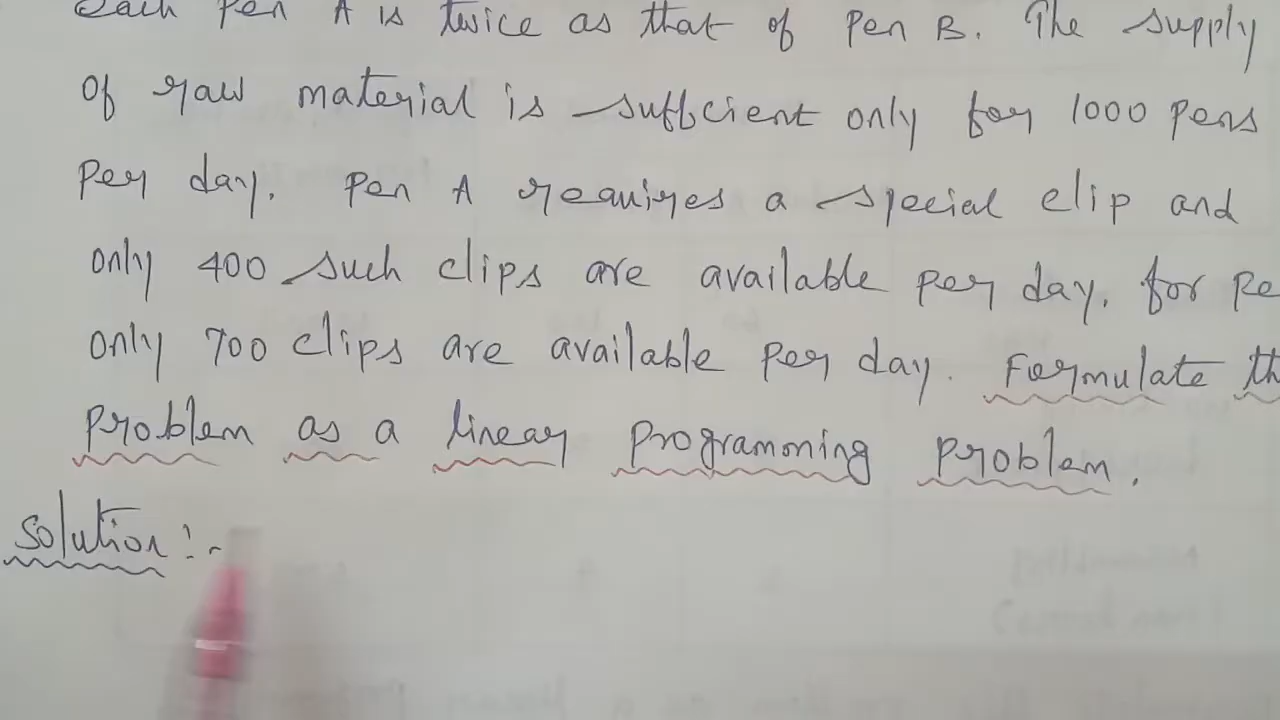 each Pen A is twice as that of Pen B. The supply
of raw material is sufficient only for 1000 Pens
Per day. Pen A requires a special clip and
only 400 such clips are available per day. for Pe
only 700 clips are available per day. Formulate th
Problem as a linear Programming Problem.
Solution :-